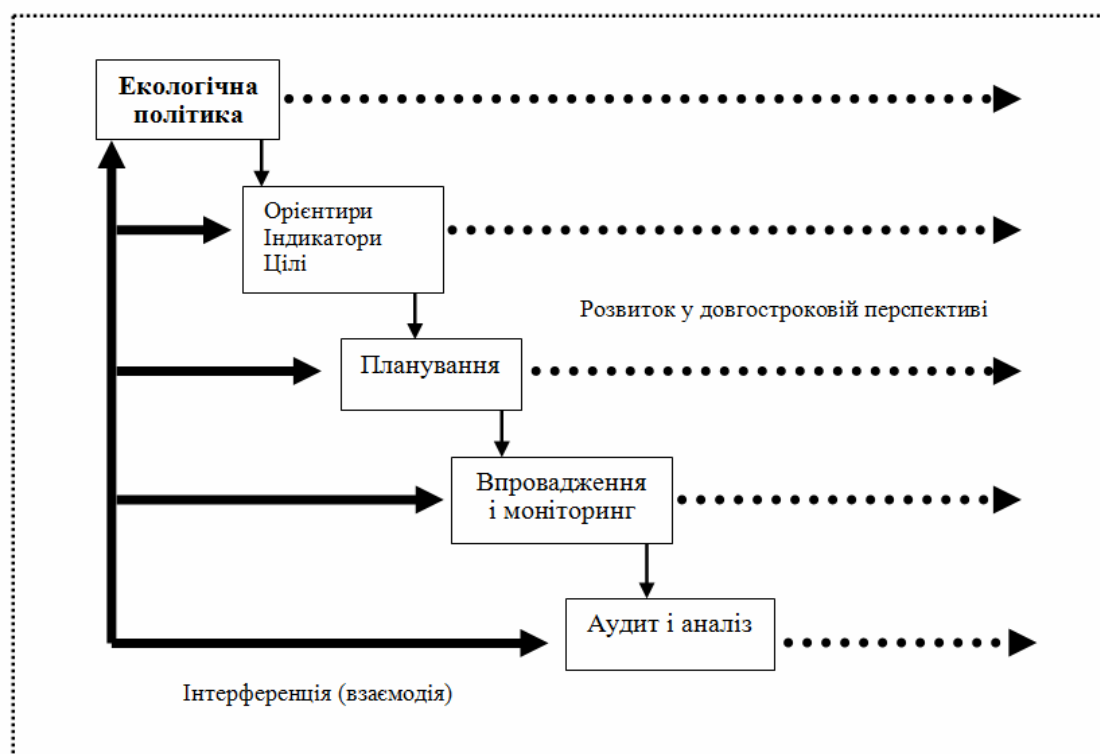 Екологічна
політика
Орієнтири
Індикатори
Цілі
Розвиток у довгостроковій перспективі
Планування
Впровадження
і моніторинг
Аудит і аналіз
Інтерференція (взаємодія)